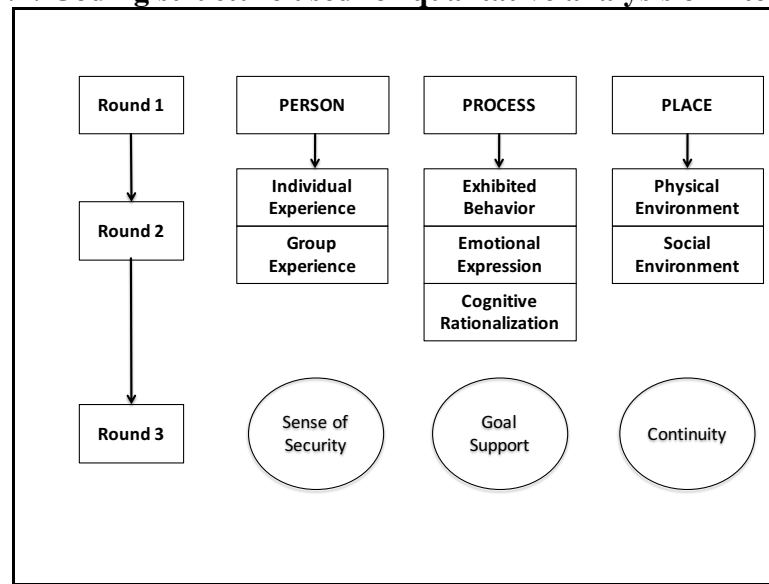 Round 1
PERSON
PROCESS
PLACE
Individual
Experience
Exhibited
Behavior
Physical
Environment
Round 2
Group
Experience
Emotional
Expression
Social
Environment
Cognitive
Rationalization
Round 3
Sense of
Security
Goal
Support
Continuity